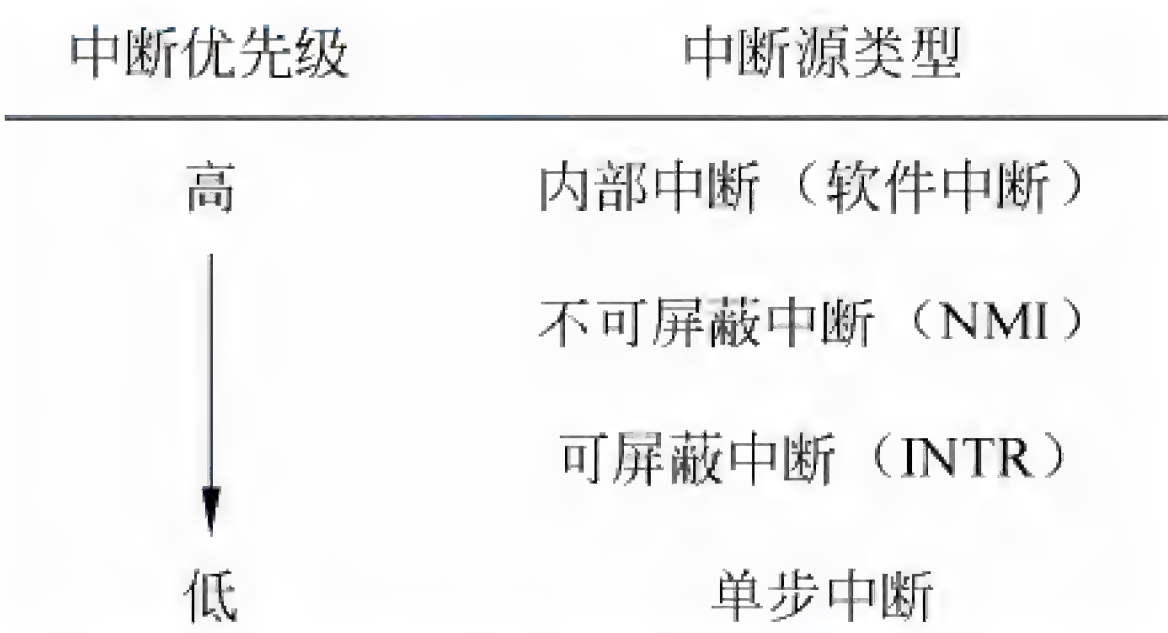 中断优先级 中断源类型
高 内部中断（软件中断）
不可屏蔽中断（NMI）
可屏蔽中断（INTR）
低 单步中断